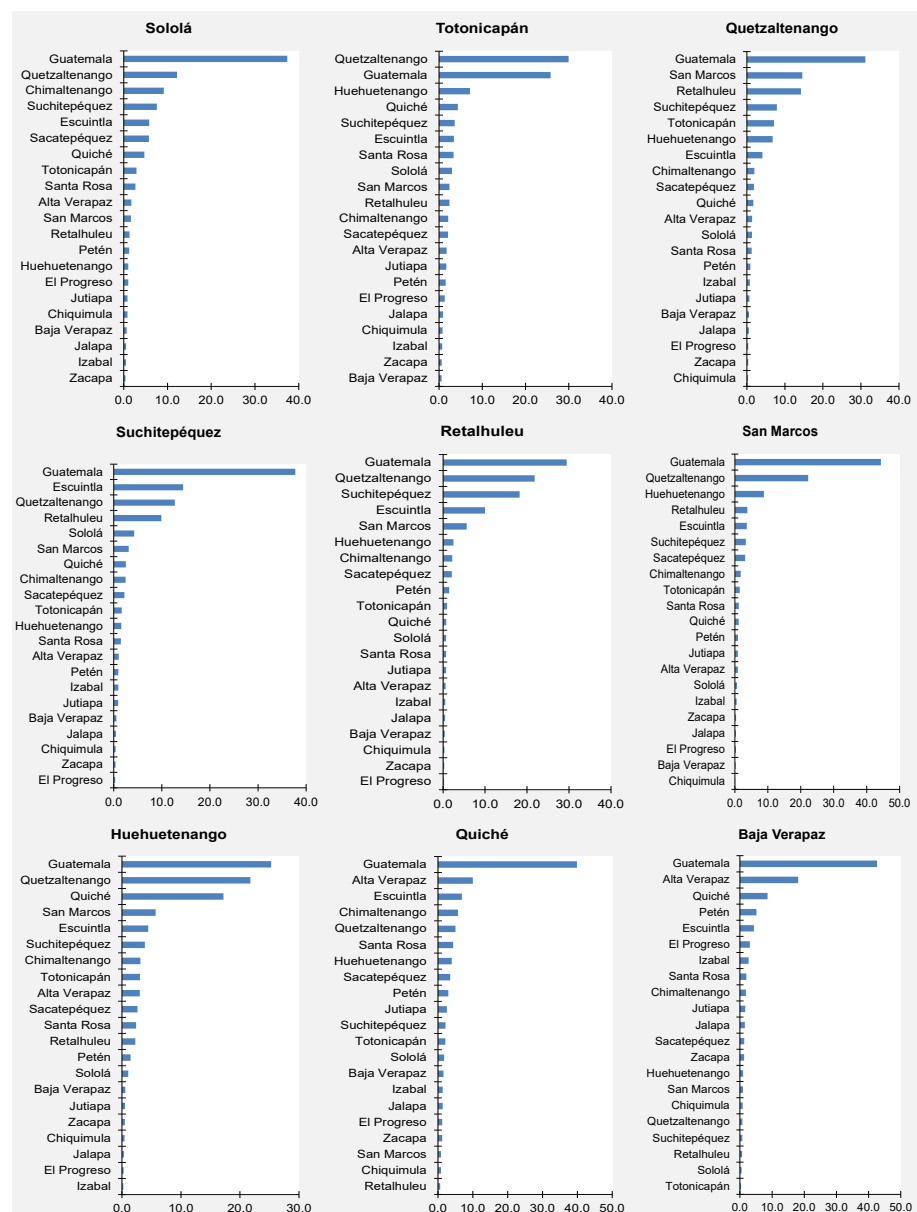 Sololá
Guatemala
Quetzaltenango
Chimaltenango
Suchitepéquez
Escuintla
Sacatepéquez
Quiché
Totonicapán
Santa Rosa
Alta Verapaz
San Marcos
Retalhuleu
Petén
Huehuetenango
El Progreso
Jutiapa
Chiquimula
Baja Verapaz
Jalapa
Izabal
Zacapa
0.0 10.0 20.0 30.0 40.0
Totonicapán
Quetzaltenango
Guatemala
Huehuetenango
Quiché
Suchitepéquez
Escuintla
Santa Rosa
Sololá
San Marcos
Retalhuleu
Chimaltenango
Sacatepéquez
Alta Verapaz
Jutiapa
Petén
El Progreso
Jalapa
Chiquimula
Izabal
Zacapa
Baja Verapaz
0.0 10.0 20.0 30.0 40.0
Quetzaltenango
Guatemala
San Marcos
Retalhuleu
Suchitepéquez
Totonicapán
Huehuetenango
Escuintla
Chimaltenango
Sacatepéquez
Quiché
Alta Verapaz
Sololá
Santa Rosa
Petén
Izabal
Jutiapa
Baja Verapaz
Jalapa
El Progreso
Zacapa
Chiquimula
0.0 10.0 20.0 30.0 40.0
Suchitepéquez
Guatemala
Escuintla
Quetzaltenango
Retalhuleu
Sololá
San Marcos
Quiché
Chimaltenango
Sacatepéquez
Totonicapán
Huehuetenango
Santa Rosa
Alta Verapaz
Petén
Izabal
Jutiapa
Baja Verapaz
Jalapa
Chiquimula
Zacapa
El Progreso
0.0 10.0 20.0 30.0 40.0
Retalhuleu
Guatemala
Quetzaltenango
Suchitepéquez
Escuintla
San Marcos
Huehuetenango
Chimaltenango
Sacatepéquez
Petén
Totonicapán
Quiché
Sololá
Santa Rosa
Jutiapa
Alta Verapaz
Izabal
Jalapa
Baja Verapaz
Chiquimula
Zacapa
El Progreso
0.0 10.0 20.0 30.0 40.0
San Marcos
Guatemala
Quetzaltenango
Huehuetenango
Retalhuleu
Escuintla
Suchitepéquez
Sacatepéquez
Chimaltenango
Totonicapán
Santa Rosa
Quiché
Petén
Jutiapa
Alta Verapaz
Sololá
Izabal
Zacapa
Jalapa
El Progreso
Baja Verapaz
Chiquimula
0.0 10.0 20.0 30.0 40.0 50.0
Huehuetenango
Guatemala
Quetzaltenango
Quiché
San Marcos
Escuintla
Suchitepéquez
Chimaltenango
Totonicapán
Alta Verapaz
Sacatepéquez
Santa Rosa
Retalhuleu
Petén
Sololá
Baja Verapaz
Jutiapa
Zacapa
Chiquimula
Jalapa
El Progreso
Izabal
0.0 10.0 20.0 30.0
Quiché
Guatemala
Alta Verapaz
Escuintla
Chimaltenango
Quetzaltenango
Santa Rosa
Huehuetenango
Sacatepéquez
Petén
Jutiapa
Suchitepéquez
Totonicapán
Sololá
Baja Verapaz
Izabal
Jalapa
El Progreso
Zacapa
San Marcos
Chiquimula
Retalhuleu
0.0 10.0 20.0 30.0 40.0 50.0
Baja Verapaz
Guatemala
Alta Verapaz
Quiché
Petén
Escuintla
El Progreso
Izabal
Santa Rosa
Chimaltenango
Jutiapa
Jalapa
Sacatepéquez
Zacapa
Huehuetenango
San Marcos
Chiquimula
Quetzaltenango
Suchitepéquez
Retalhuleu
Sololá
Totonicapán
0.0 10.0 20.0 30.0 40.0 50.0